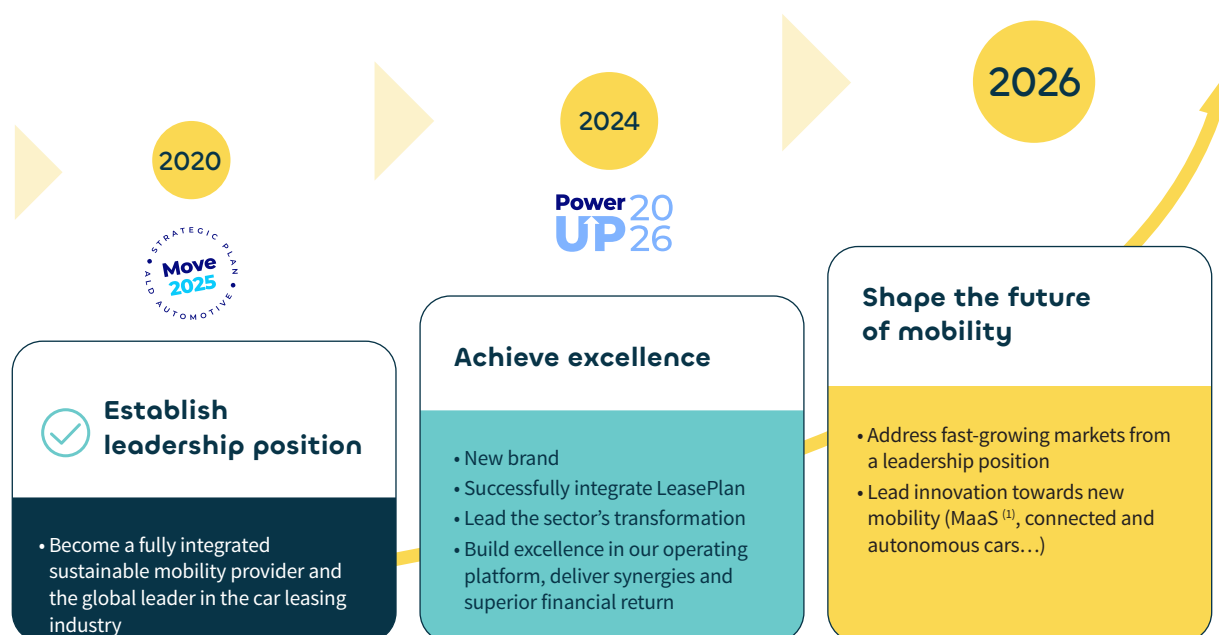 2020
STRATEGIC PLAN
Move
2025
ALD AUTOMOTIVE
Establish
leadership position
• Become a fully integrated
sustainable mobility provider and
the global leader in the car leasing
industry
2024
Power 20
UP 26
Achieve excellence
• New brand
• Successfully integrate LeasePlan
• Lead the sector’s transformation
• Build excellence in our operating
platform, deliver synergies and
superior financial return
2026
Shape the future
of mobility
• Address fast-growing markets from
a leadership position
• Lead innovation towards new
mobility (MaaS (1), connected and
autonomous cars…)